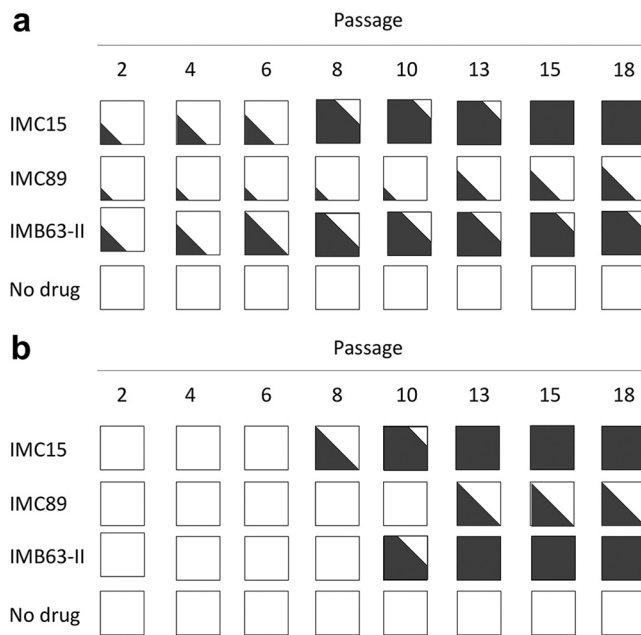 a
Passage
2 4 6 8 10 13 15 18
IMC15
IMC89
IMB63-II
No drug
b
Passage
2 4 6 8 10 13 15 18
IMC15
IMC89
IMB63-II
No drug